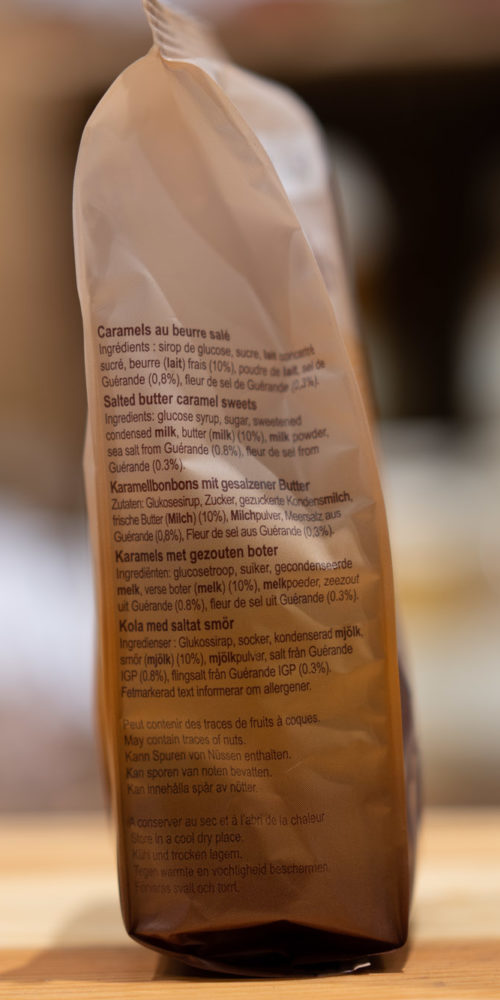 Caramels au beurre salé
Ingrédients : sirop de glucose, sucre, lait concentré
sucré, beurre (lait) frais (10%), poudre de lait, sel de
Guérande (0,8%), fleur de sel de Guérande (0,3%).
Salted butter caramel sweets
Ingredients: glucose syrup, sugar, sweetened
condensed milk, butter (milk) (10%), milk powder,
sea salt from Guérande (0.8%), fleur de sel from
Guérande (0.3%).
Karamellbonbons mit gesalzener Butter
Zutaten: Glukosesirup, Zucker, gezuckerte Kondensmilch,
frische Butter (Milch) (10%), Milchpulver, Meersalz aus
Guérande (0,8%), Fleur de sel aus Guérande (0,3%).
Karamels met gezouten boter
Ingrediënten: glucosetroop, suiker, gecondenseerde
melk, verse boter (melk) (10%), melkpoeder, zeezout
uit Guérande (0.8%), fleur de sel uit Guérande (0.3%).
Kola med saltat smör
Ingredienser : Glukossirap, socker, kondenserad mjölk,
smör (mjölk) (10%), mjölkpulver, salt från Guérande
IGP (0.8%), flingsalt från Guérande IGP (0.3%).
Fetmarkerad text informerar om allergener.
Peut contenir des traces de fruits à coques.
May contain traces of nuts.
Kann Spuren von Nüssen enthalten.
Kan sporen van noten bevatten.
Kan innehålla spår av nötter.
A conserver au sec et à l'abri de la chaleur
Store in a cool dry place.
Kühl und trocken lagern.
Tegen warmte en vochtigheid beschermen.
Förvaras svalt och torrt.